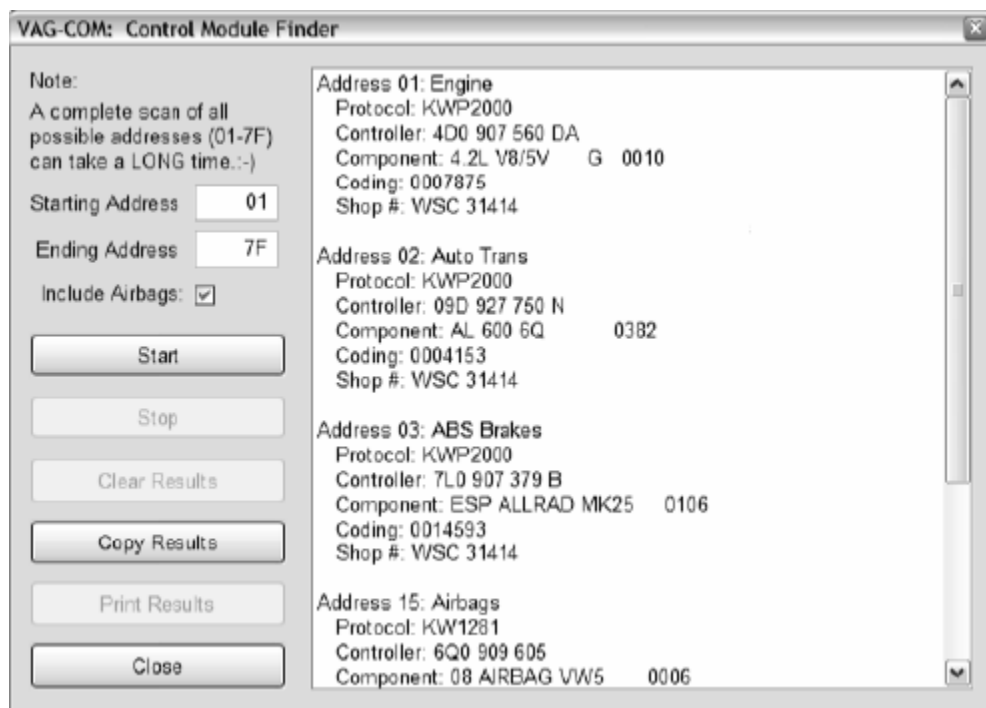 VAG-COM: Control Module Finder
Note:
A complete scan of all
possible addresses (01-7F)
can take a LONG time.:-)
Starting Address 01
Ending Address 7F
Include Airbags:
Start
Stop
Clear Results
Copy Results
Print Results
Close
Address 01: Engine
Protocol: KWP2000
Controller: 4D0 907 560 DA
Component: 4.2L V8/5V G 0010
Coding: 0007875
Shop #: WSC 31414
Address 02: Auto Trans
Protocol: KWP2000
Controller: 09D 927 750 N
Component: AL 600 6Q 0382
Coding: 0004153
Shop #: WSC 31414
Address 03: ABS Brakes
Protocol: KWP2000
Controller: 7L0 907 379 B
Component: ESP ALLRAD MK25 0106
Coding: 0014593
Shop #: WSC 31414
Address 15: Airbags
Protocol: KW1281
Controller: 6Q0 909 605
Component: 08 AIRBAG VW5 0006